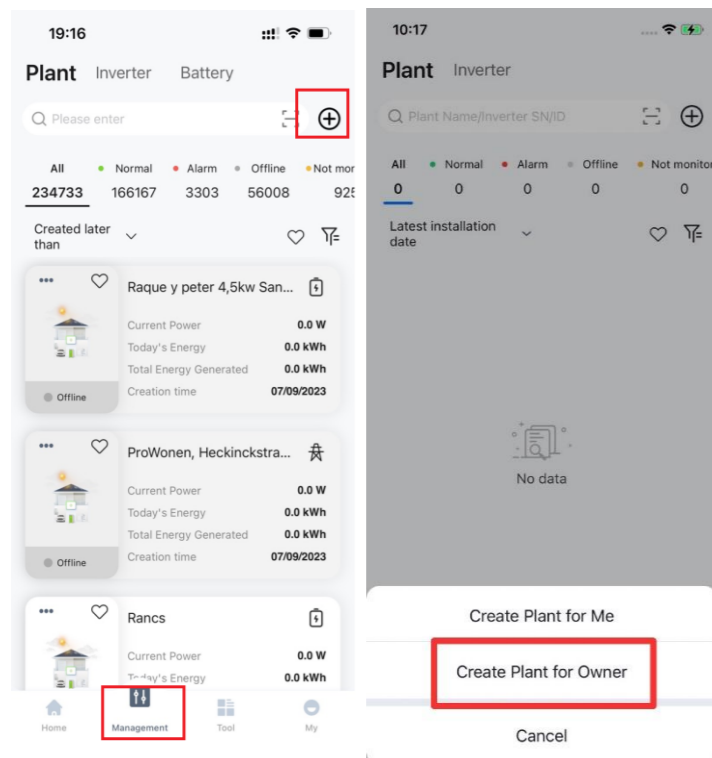 19:16
Plant Inverter Battery
Please enter
All Normal Alarm Offline Not mor
234733 166167 3303 56008 925
Created later
than
Raque y peter 4,5kw San...
Current Power 0.0 W
Today's Energy 0.0 kWh
Total Energy Generated 0.0 kWh
Offline
Creation time 07/09/2023
ProWonen, Heckinckstra...
Current Power 0.0 W
Today's Energy 0.0 kWh
Total Energy Generated 0.0 kWh
Offline
Creation time 07/09/2023
Rancs
Current Power 0.0 W
Today's Energy 0.0 kWh
Home Management Tool My
10:17
Plant Inverter
Plant Name/Inverter SN/ID
All Normal Alarm Offline Not monitor
0 0 0 0 0
Latest installation
date
No data
Create Plant for Me
Create Plant for Owner
Cancel